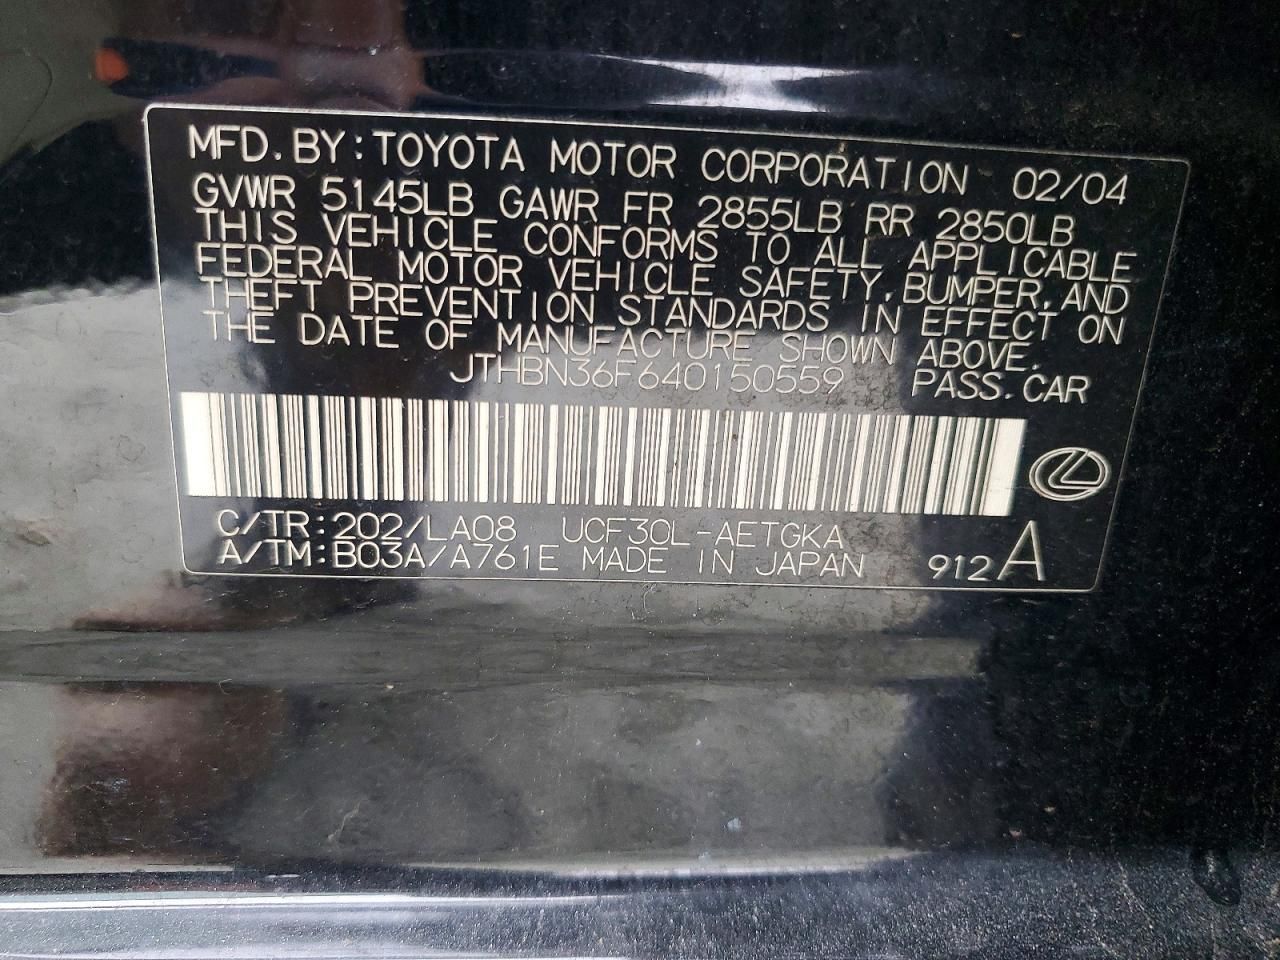 MFD. BY: TOYOTA MOTOR CORPORATION 02/04
GVWR 5145LB GAWR FR 2855LB RR 2850LB
THIS VEHICLE CONFORMS TO ALL APPLICABLE
FEDERAL MOTOR VEHICLE SAFETY, BUMPER, AND
THEFT PREVENTION STANDARDS IN EFFECT ON
THE DATE OF MANUFACTURE SHOWN ABOVE.
JTHBN36F640150559 PASS. CAR
C/TR: 202/LA08 UCF30L-AETGKA
A/TM: B03A/A761E MADE IN JAPAN 912 A